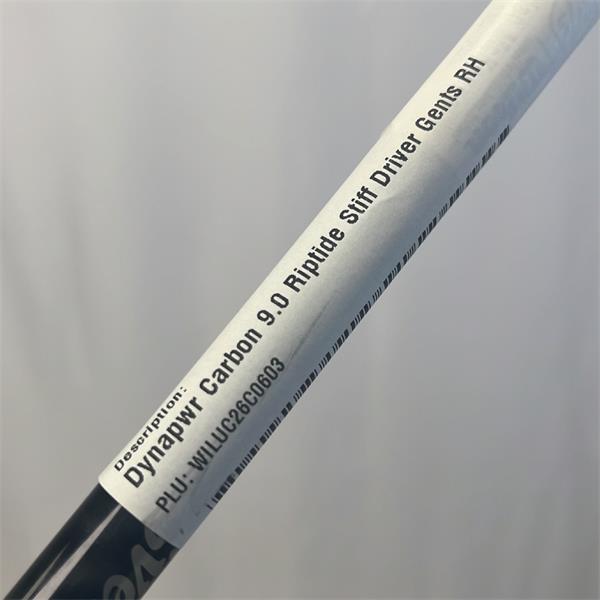 Description:
Dynapwr Carbon 9.0 Riptide Stiff Driver Gents RH
PLU: WILUC26C0603